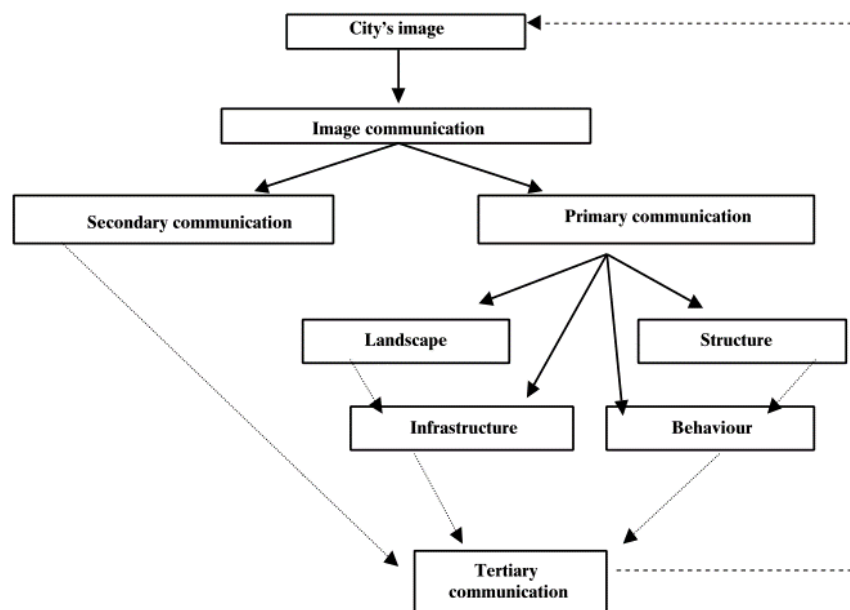 City's image
Image communication
Secondary communication
Primary communication
Landscape
Structure
Infrastructure
Behaviour
Tertiary
communication